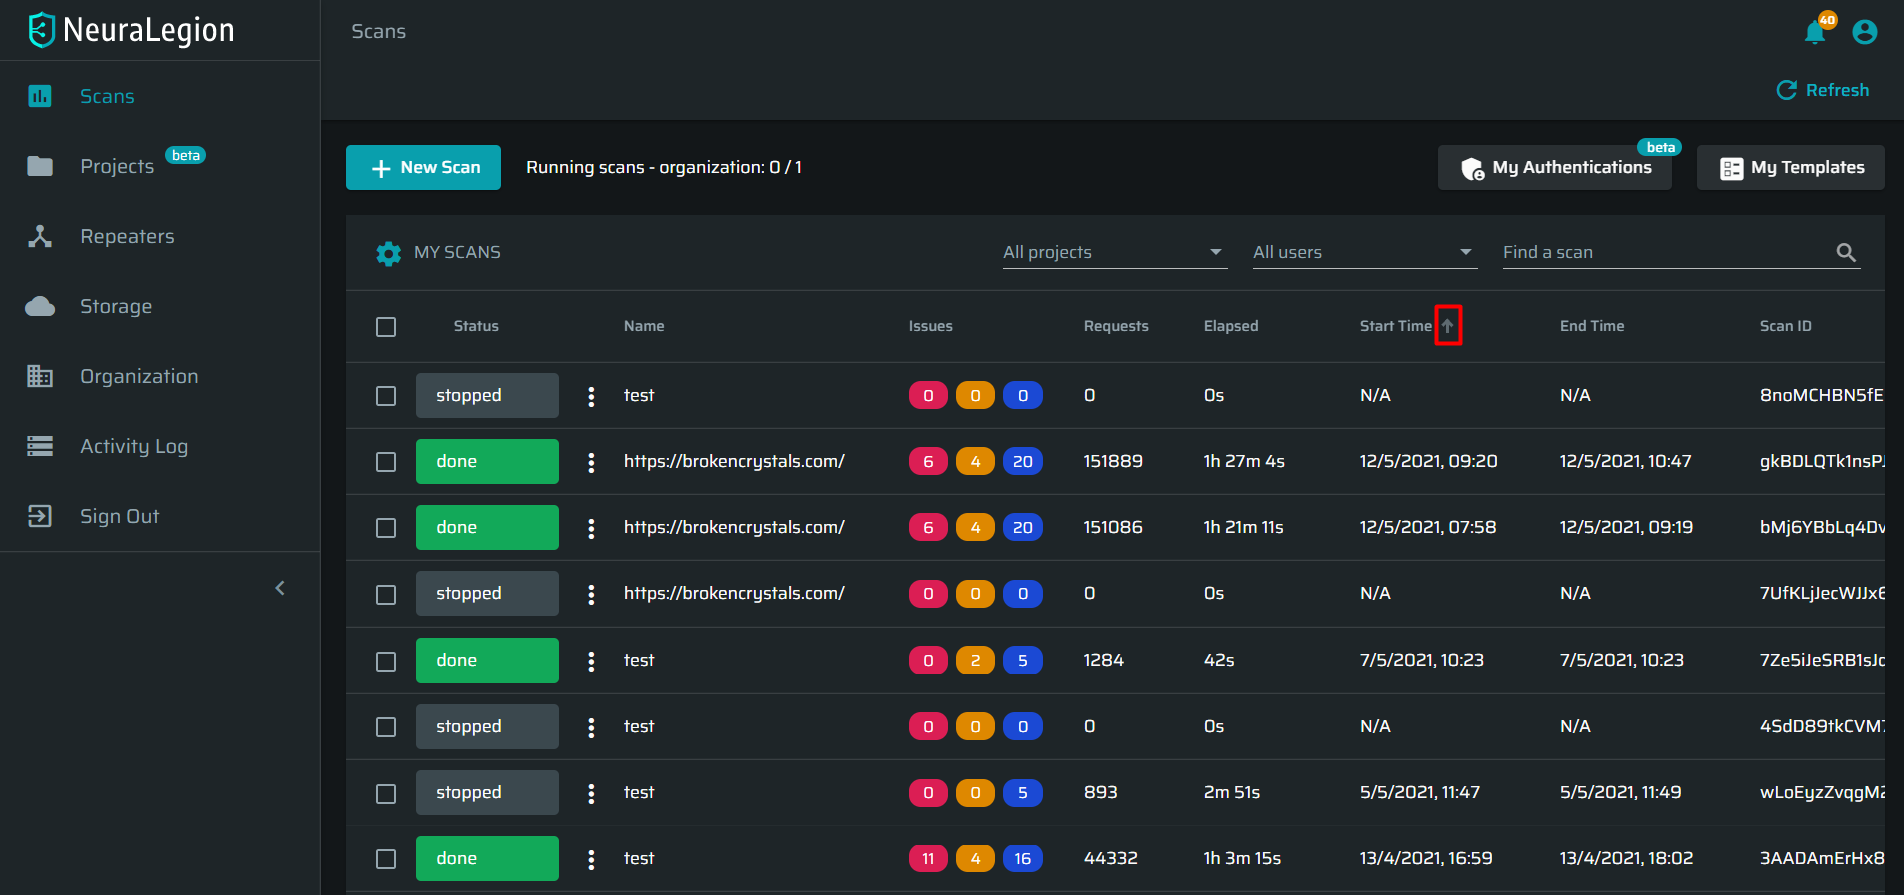 NeuraLegion
Scans
Projects beta
Repeaters
Storage
Organization
Activity Log
Sign Out
Scans
40
Refresh
New Scan
Running scans - organization: 0 / 1
My Authentications beta
My Templates
MY SCANS
All projects
All users
Find a scan
Status Name Issues Requests Elapsed Start Time End Time Scan ID
stopped test 0 0 0 0 0s N/A N/A 8noMCHBN5fE
done https://brokencrystals.com/ 6 4 20 151889 1h 27m 4s 12/5/2021, 09:20 12/5/2021, 10:47 gkBDLQTk1nsP
done https://brokencrystals.com/ 6 4 20 151086 1h 21m 11s 12/5/2021, 07:58 12/5/2021, 09:19 bMj6YBbLq4Dv
stopped https://brokencrystals.com/ 0 0 0 0 0s N/A N/A 7UfKLjJecWJJx6
done test 0 2 5 1284 42s 7/5/2021, 10:23 7/5/2021, 10:23 7Ze5iJeSRB1sJ
stopped test 0 0 0 0 0s N/A N/A 4SdD89tkCVM
stopped test 0 0 5 893 2m 51s 5/5/2021, 11:47 5/5/2021, 11:49 wLoEyzZvqgM
done test 11 4 16 44332 1h 3m 15s 13/4/2021, 16:59 13/4/2021, 18:02 3AADAmErHx8